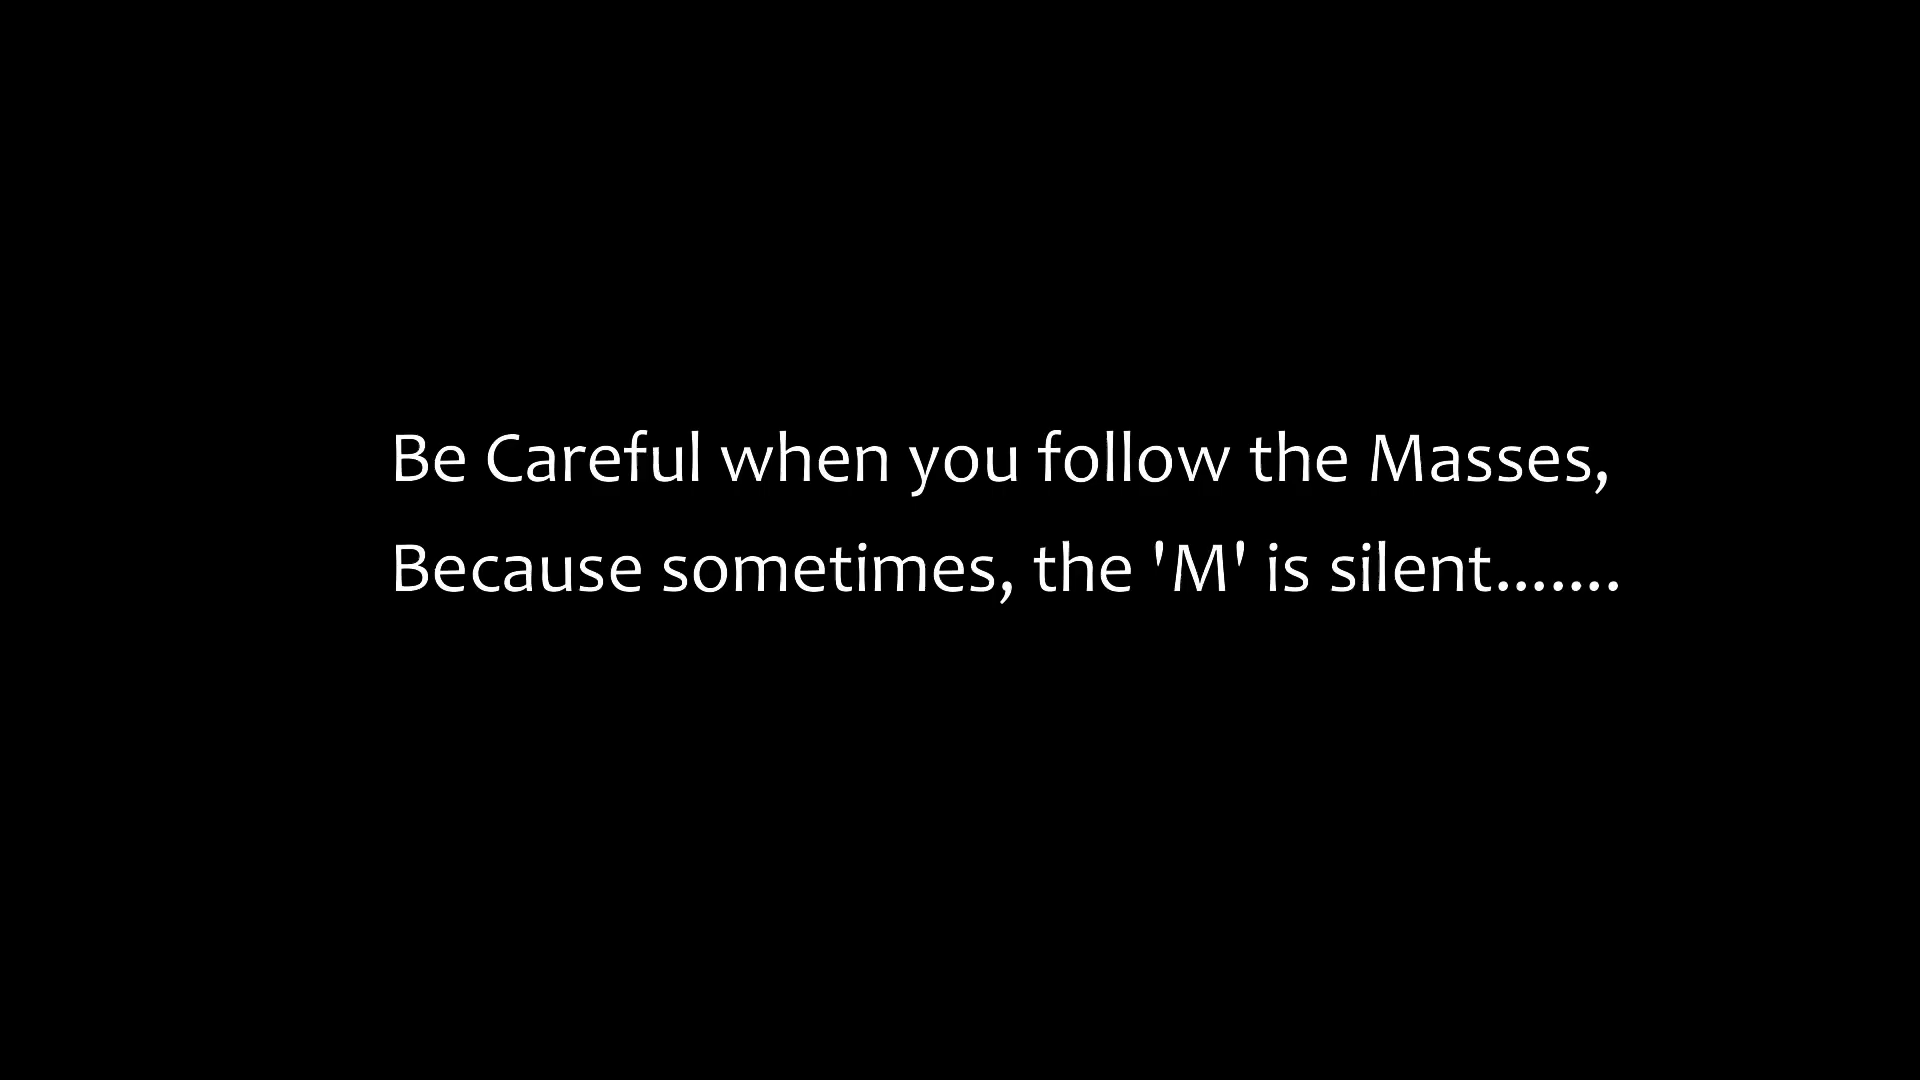 Be Careful when you follow the Masses,
Because sometimes, the 'M' is silent.......